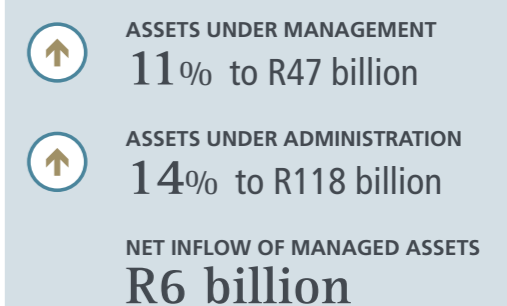 ASSETS UNDER MANAGEMENT
11% to R47 billion
ASSETS UNDER ADMINISTRATION
14% to R118 billion
NET INFLOW OF MANAGED ASSETS
R6 billion